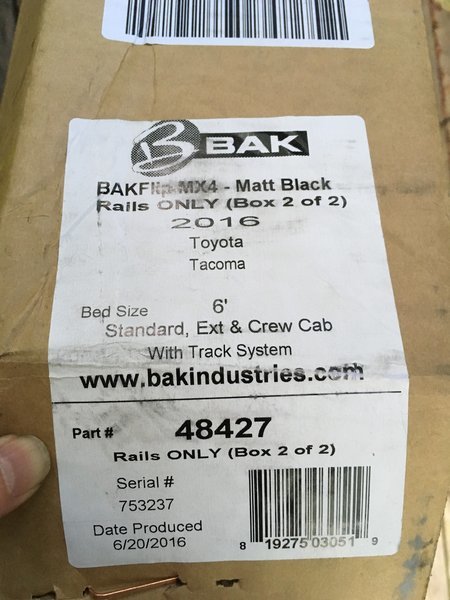 B BAK
BAKFlip MX4 - Matt Black
Rails ONLY (Box 2 of 2)
2016
Toyota
Tacoma
Bed Size 6'
Standard, Ext & Crew Cab
With Track System
www.bakindustries.com
Part # 48427
Rails ONLY (Box 2 of 2)
Serial #
753237
Date Produced
6/20/2016
8 19275 03051 9